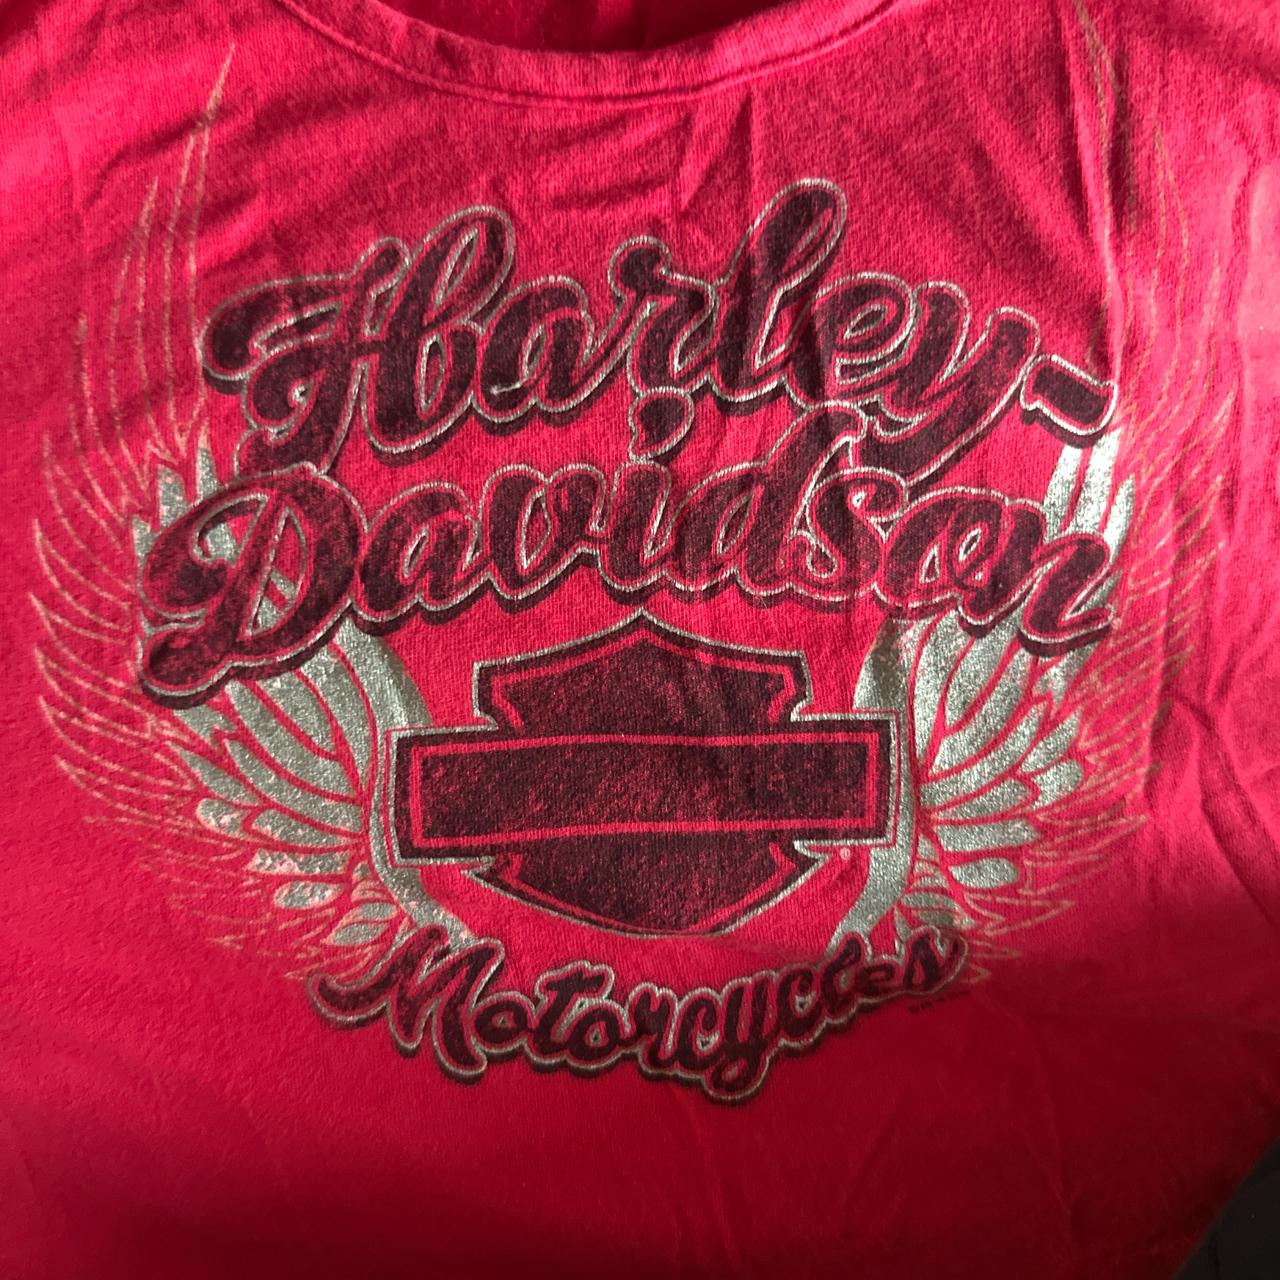 Harley-
Davidson
®
Motorcycles